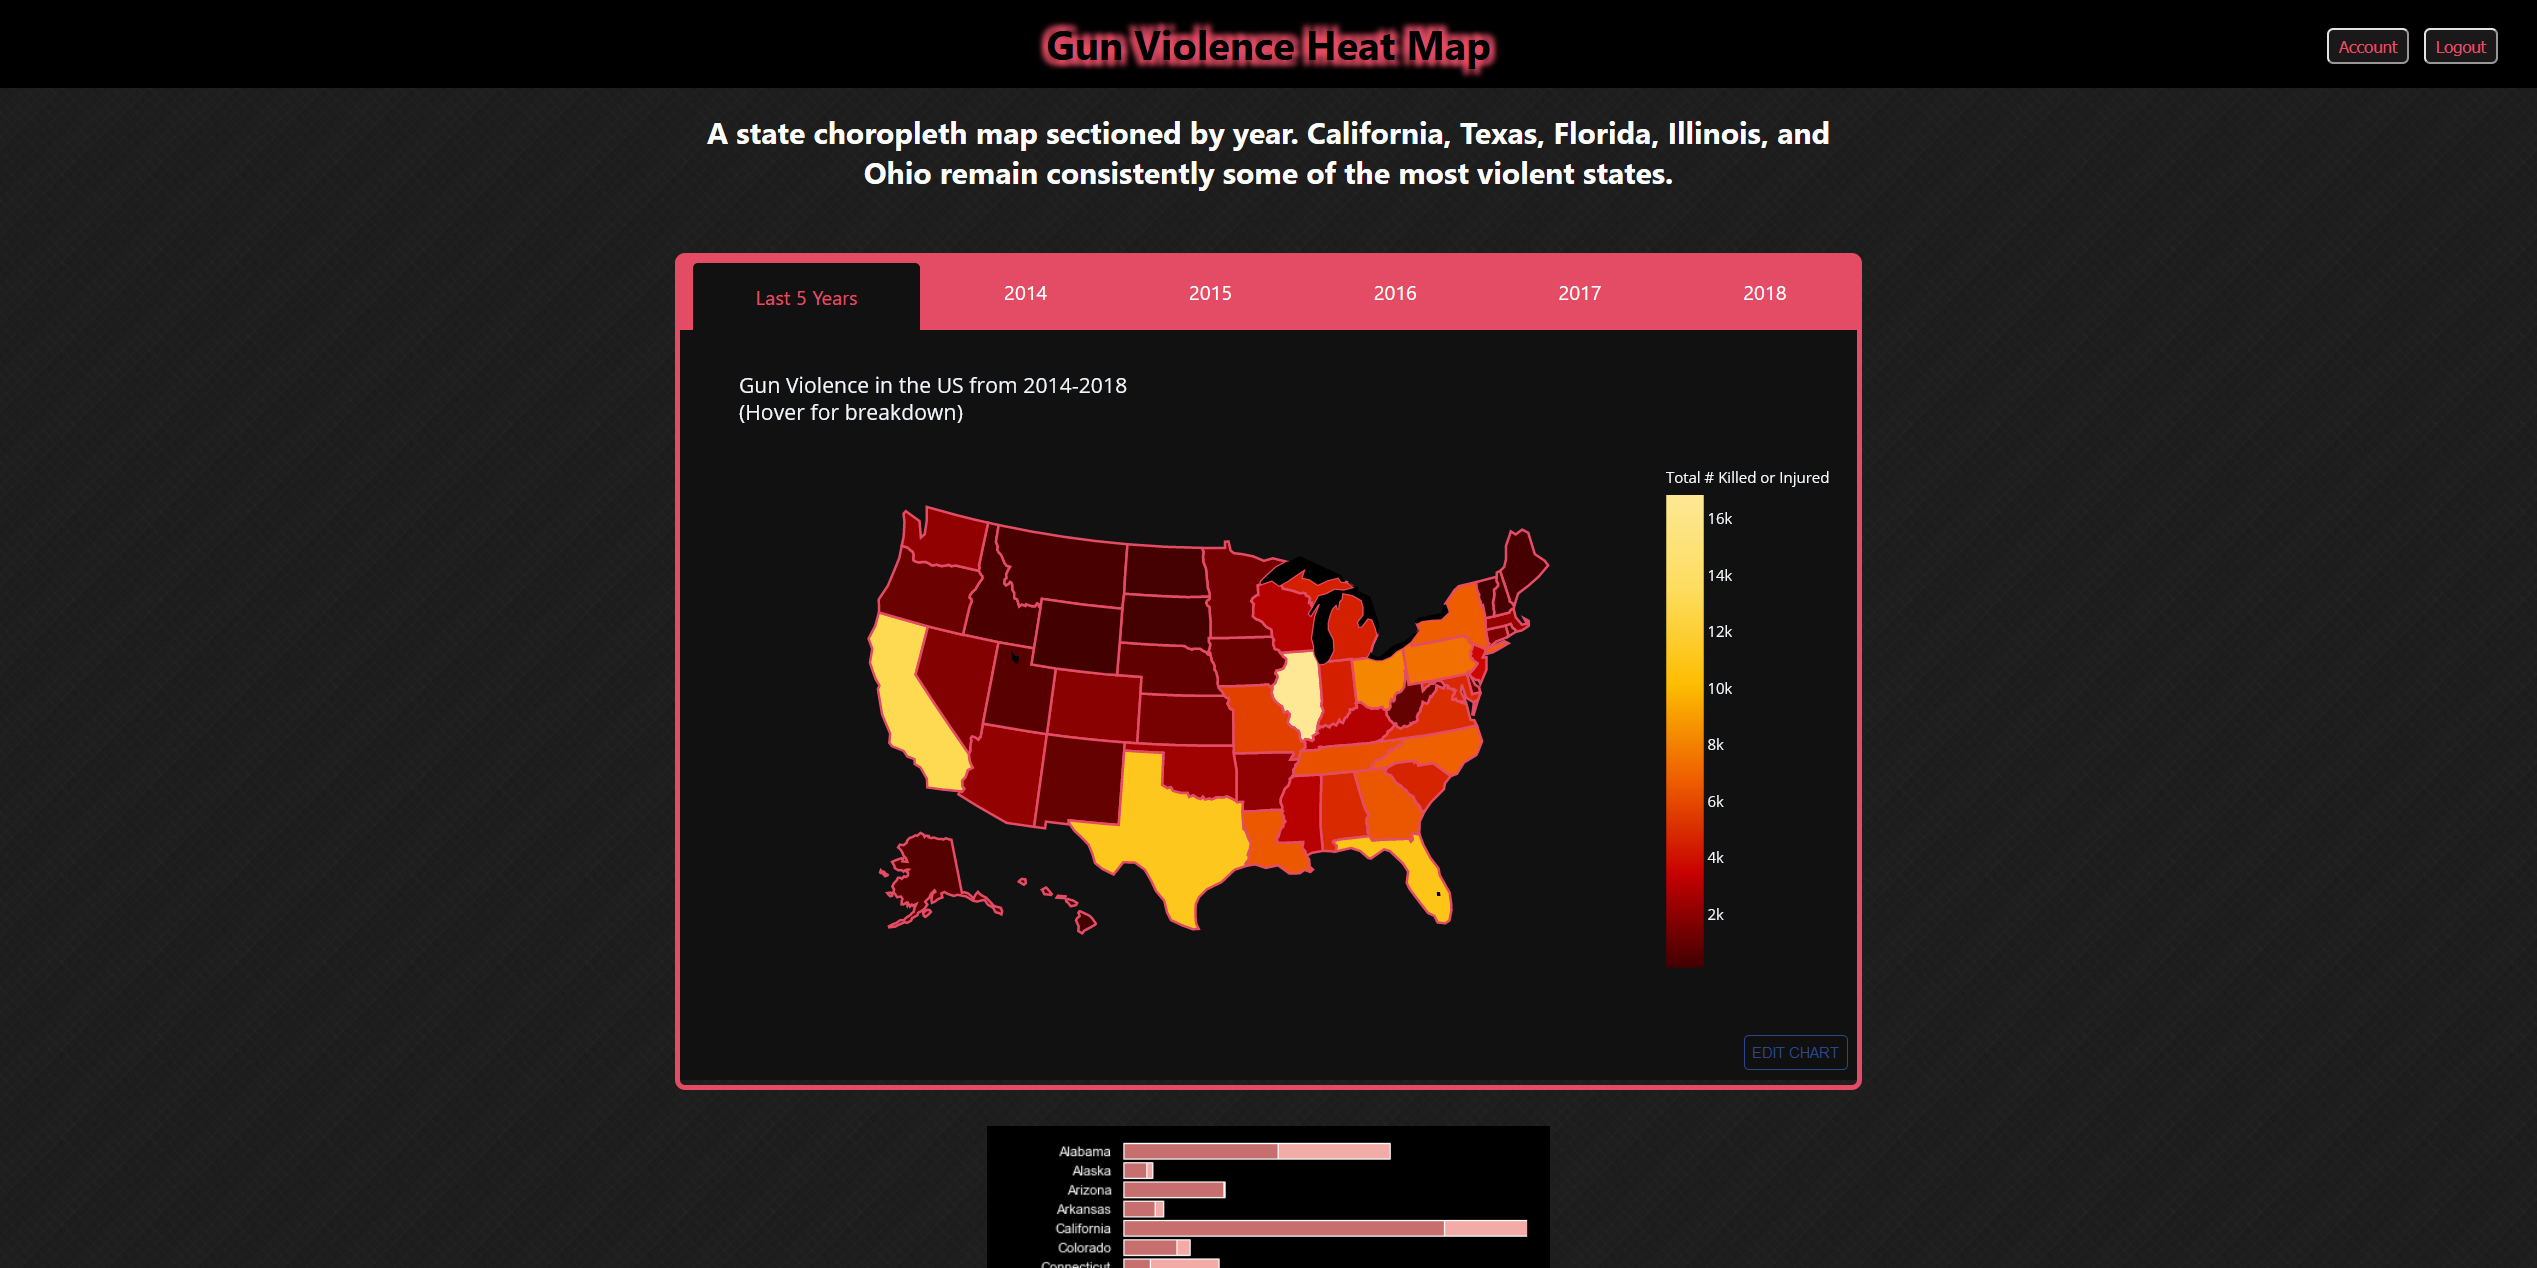 Gun Violence Heat Map
Account
Logout
A state choropleth map sectioned by year. California, Texas, Florida, Illinois, and
Ohio remain consistently some of the most violent states.
Last 5 Years
2014
2015
2016
2017
2018
Gun Violence in the US from 2014-2018
(Hover for breakdown)
Total # Killed or Injured
16k
14k
12k
10k
8k
6k
4k
2k
EDIT CHART
Alabama
Alaska
Arizona
Arkansas
California
Colorado
Connecticut